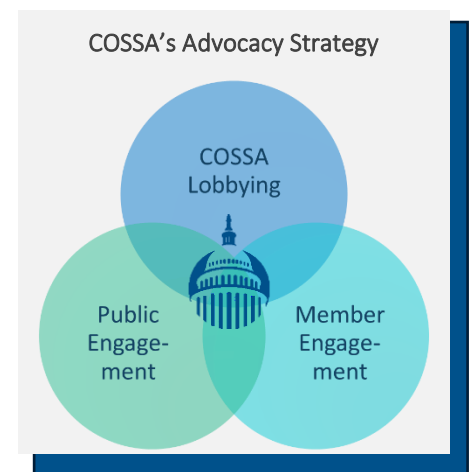 COSSA’s Advocacy Strategy
COSSA
Lobbying
Public
Engage-
ment
Member
Engage-
ment